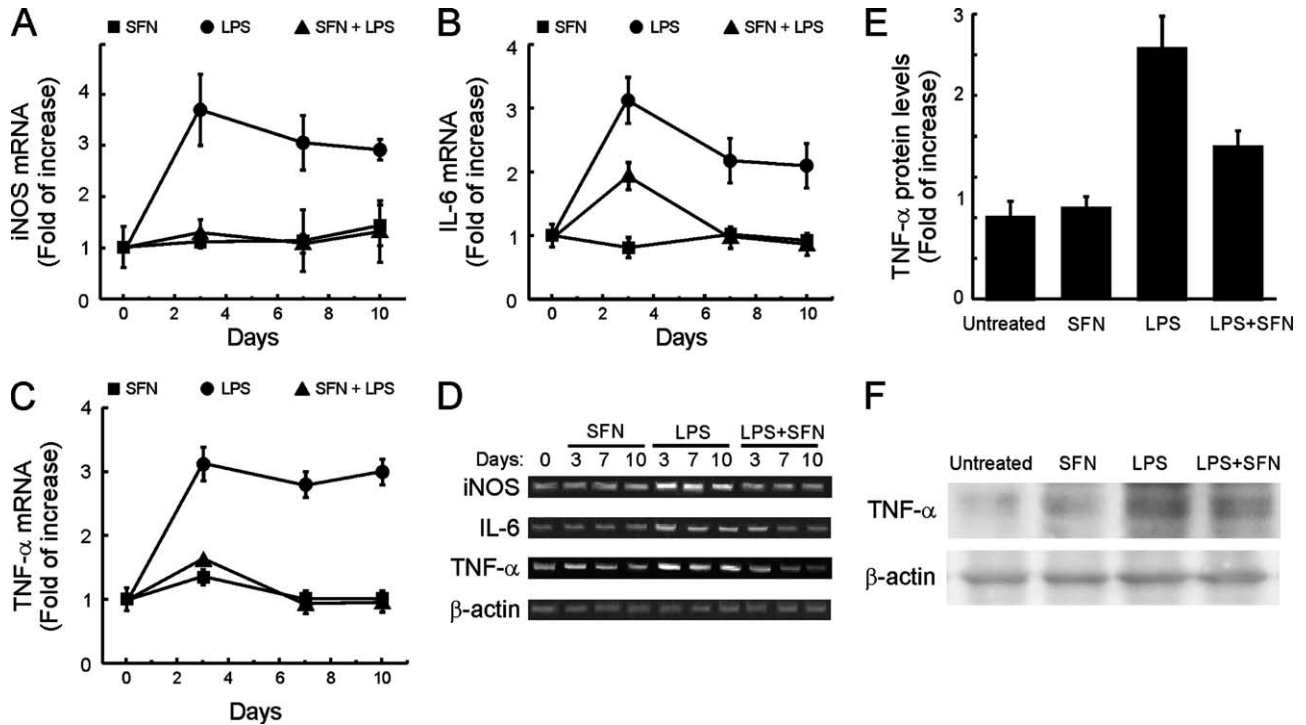 A
■ SFN ● LPS ▲ SFN + LPS
iNOS mRNA
(Fold of increase)
4
3
2
1
0
0 2 4 6 8 10
Days
B
■ SFN ● LPS ▲ SFN + LPS
IL-6 mRNA
(Fold of increase)
4
3
2
1
0
0 2 4 6 8 10
Days
E
TNF-α protein levels
(Fold of increase)
3
2
1
3
Untreated SFN LPS LPS+SFN
C
■ SFN ● LPS ▲ SFN + LPS
TNF-α mRNA
(Fold of increase)
4
3
2
1
0
0 2 4 6 8 10
Days
D
SFN LPS LPS+SFN
Days: 0 3 7 10 3 7 10 3 7 10
iNOS
IL-6
TNF-α
β-actin
F
Untreated SFN LPS LPS+SFN
TNF-α
β-actin